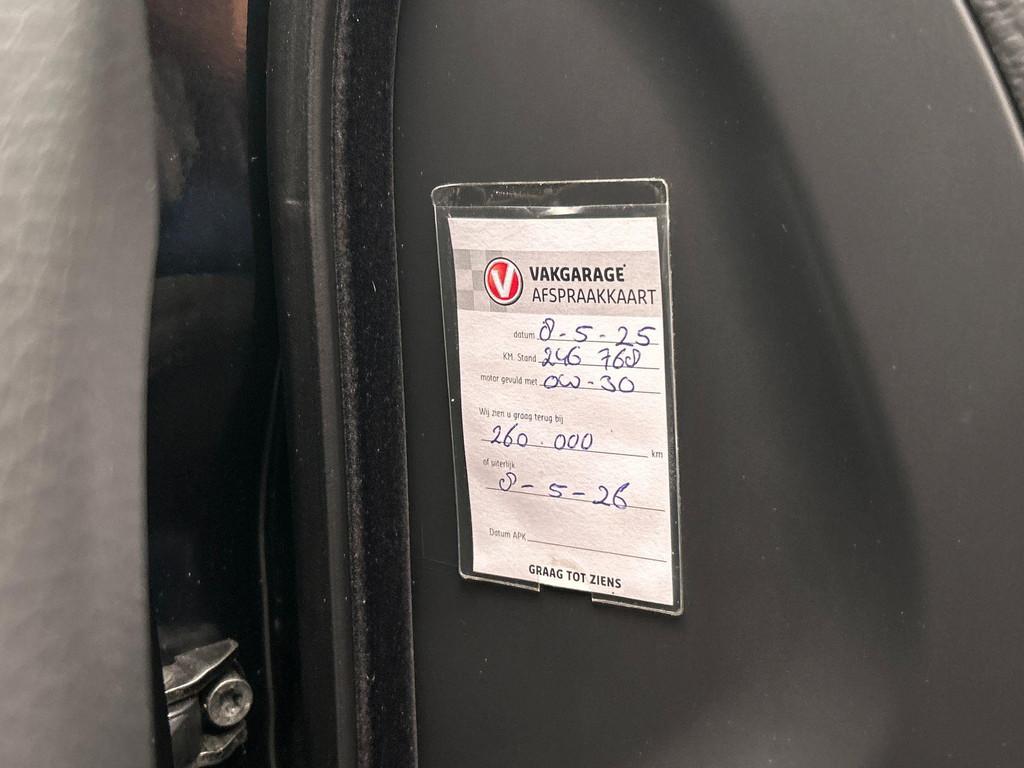 V VAKGARAGE
AFSPRAAKKAART
datum 8-5-25
KM. Stand 246 768
motor gevuld met 0W-30
Wij zien u graag terug bij
260.000 km
of uiterlijk
8-5-26
Datum APK
GRAAG TOT ZIENS